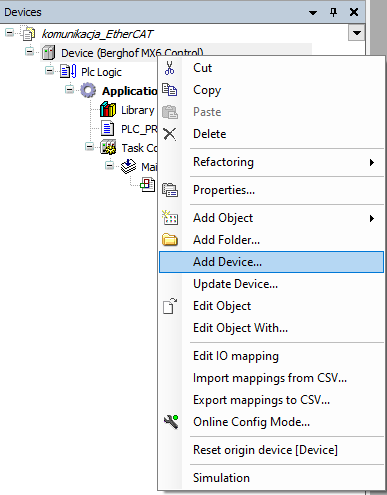 Devices
komunikacja_EtherCAT
Device (Berghof MX6 Control)
Plc Logic
Applicatio
Library
PLC_PR
Task Co
Mai
Cut
Copy
Paste
Delete
Refactoring
Properties...
Add Object
Add Folder...
Add Device...
Update Device...
Edit Object
Edit Object With...
Edit IO mapping
Import mappings from CSV...
Export mappings to CSV...
Online Config Mode...
Reset origin device [Device]
Simulation